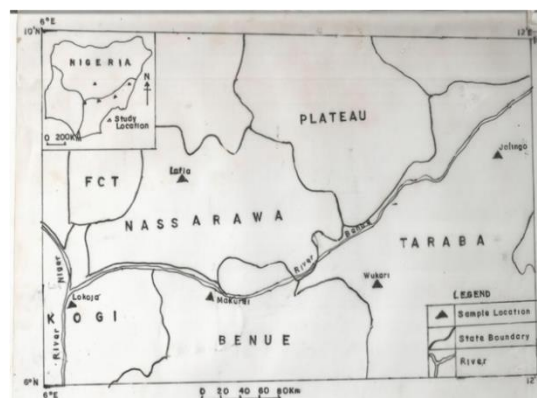 6°E
12°E
10°N
NIGERIA
N
Study
Location
0 200Km
PLATEAU
Jalingo
FCT
Lafia
NASSARAWA
River Benue
TARABA
River Niger
Wukari
Lokoja
Makurdi
KOGI
BENUE
LEGEND
Sample Location
State Boundary
River
6°N
6°E
0 20 40 60 80Km